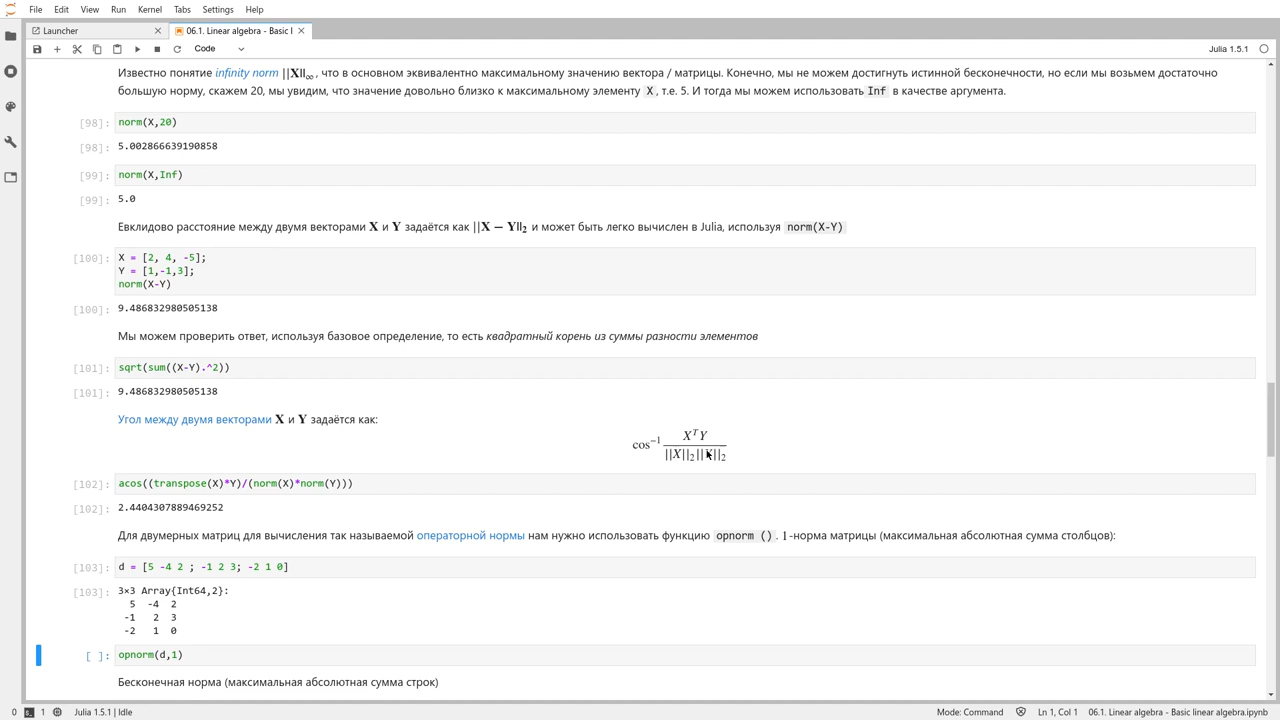 File Edit View Run Kernel Tabs Settings Help
Launcher
06.1. Linear algebra - Basic l
Code
Julia 1.5.1
Известно понятие infinity norm ||X||∞, что в основном эквивалентно максимальному значению вектора / матрицы. Конечно, мы не можем достигнуть истинной бесконечности, но если мы возьмем достаточно
большую норму, скажем 20, мы увидим, что значение довольно близко к максимальному элементу X, т.е. 5. И тогда мы можем использовать Inf в качестве аргумента.
[98]: norm(X,20)
[98]: 5.002866639190858
[99]: norm(X,Inf)
[99]: 5.0
Евклидово расстояние между двумя векторами X и Y задаётся как ||X − Y||₂ и может быть легко вычислен в Julia, используя norm(X-Y)
[100]: X = [2, 4, -5];
Y = [1,-1,3];
norm(X-Y)
[100]: 9.486832980505138
Мы можем проверить ответ, используя базовое определение, то есть квадратный корень из суммы разности элементов
[101]: sqrt(sum((X-Y).^2))
[101]: 9.486832980505138
Угол между двумя векторами X и Y задаётся как:
XᵀY
cos⁻¹
||X||₂||Y||₂
[102]: acos((transpose(X)*Y)/(norm(X)*norm(Y)))
[102]: 2.4404307889469252
Для двумерных матриц для вычисления так называемой операторной нормы нам нужно использовать функцию opnorm (). 1-норма матрицы (максимальная абсолютная сумма столбцов):
[103]: d = [5 -4 2 ; -1 2 3; -2 1 0]
[103]: 3×3 Array{Int64,2}:
5 -4 2
-1 2 3
-2 1 0
[ ]: opnorm(d,1)
Бесконечная норма (максимальная абсолютная сумма строк)
0 1 Julia 1.5.1 | Idle
Mode: Command Ln 1, Col 1 06.1. Linear algebra - Basic linear algebra.ipynb